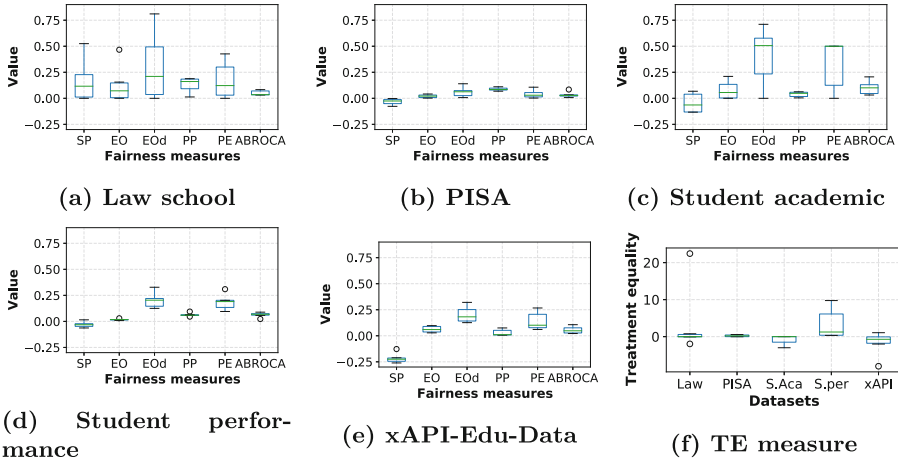 0.75
0.50
0.25
0.00
−0.25
Value
SP EO EOd PP PE ABROCA
Fairness measures
(a) Law school
0.75
0.50
0.25
0.00
−0.25
Value
SP EO EOd PP PE ABROCA
Fairness measures
(b) PISA
0.75
0.50
0.25
0.00
−0.25
Value
SP EO EOd PP PE ABROCA
Fairness measures
(c) Student academic
0.75
0.50
0.25
0.00
−0.25
Value
SP EO EOd PP PE ABROCA
Fairness measures
(d) Student perfor-
mance
0.75
0.50
0.25
0.00
−0.25
Value
SP EO EOd PP PE ABROCA
Fairness measures
(e) xAPI-Edu-Data
20
10
0
Treatment equality
Law PISA S.Aca S.per xAPI
Datasets
(f) TE measure